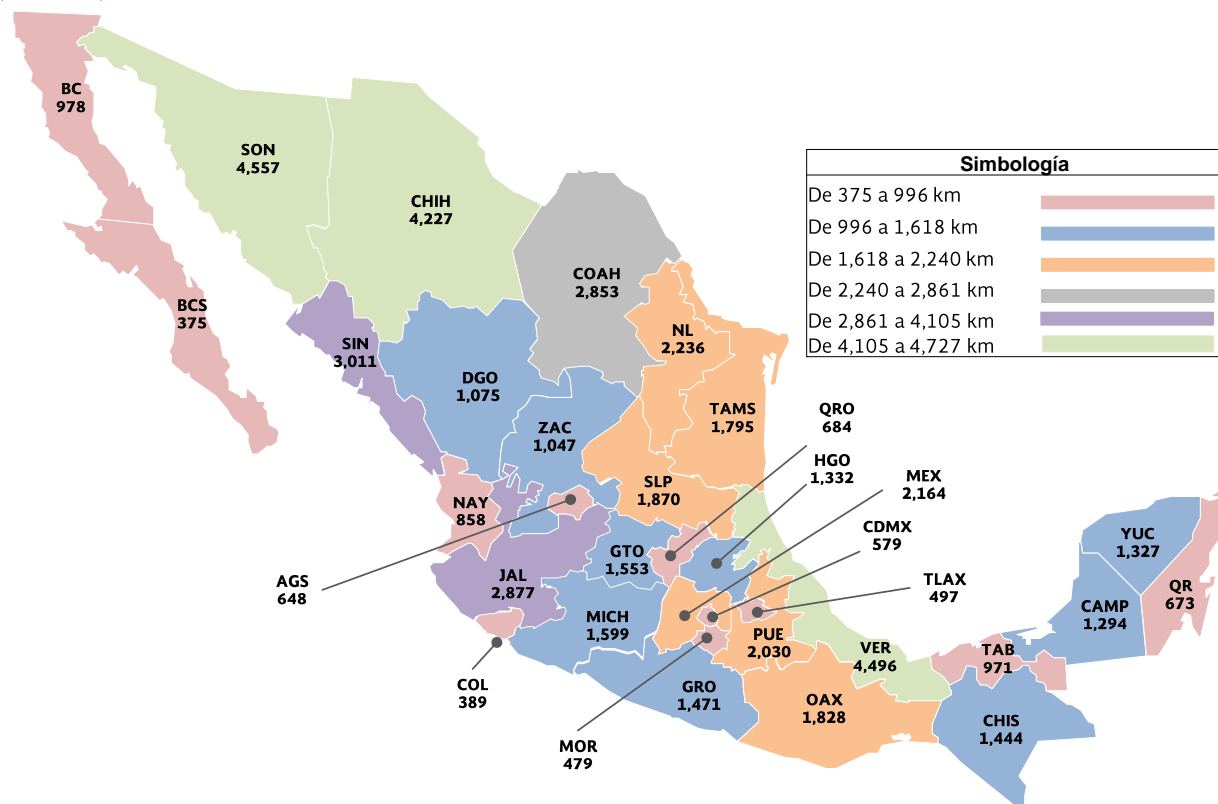 BC
978
SON
4,557
CHIH
4,227
Simbología
De 375 a 996 km
De 996 a 1,618 km
De 1,618 a 2,240 km
De 2,240 a 2,861 km
De 2,861 a 4,105 km
De 4,105 a 4,727 km
COAH
2,853
BCS
375
SIN
3,011
NL
2,236
DGO
1,075
TAMS
1,795
QRO
684
ZAC
1,047
HGO
1,332
MEX
2,164
SLP
1,870
NAY
858
CDMX
579
YUC
1,327
GTO
1,553
AGS
648
JAL
2,877
TLAX
497
QR
673
CAMP
1,294
MICH
1,599
PUE
2,030
VER
4,496
TAB
971
COL
389
GRO
1,471
OAX
1,828
CHIS
1,444
MOR
479